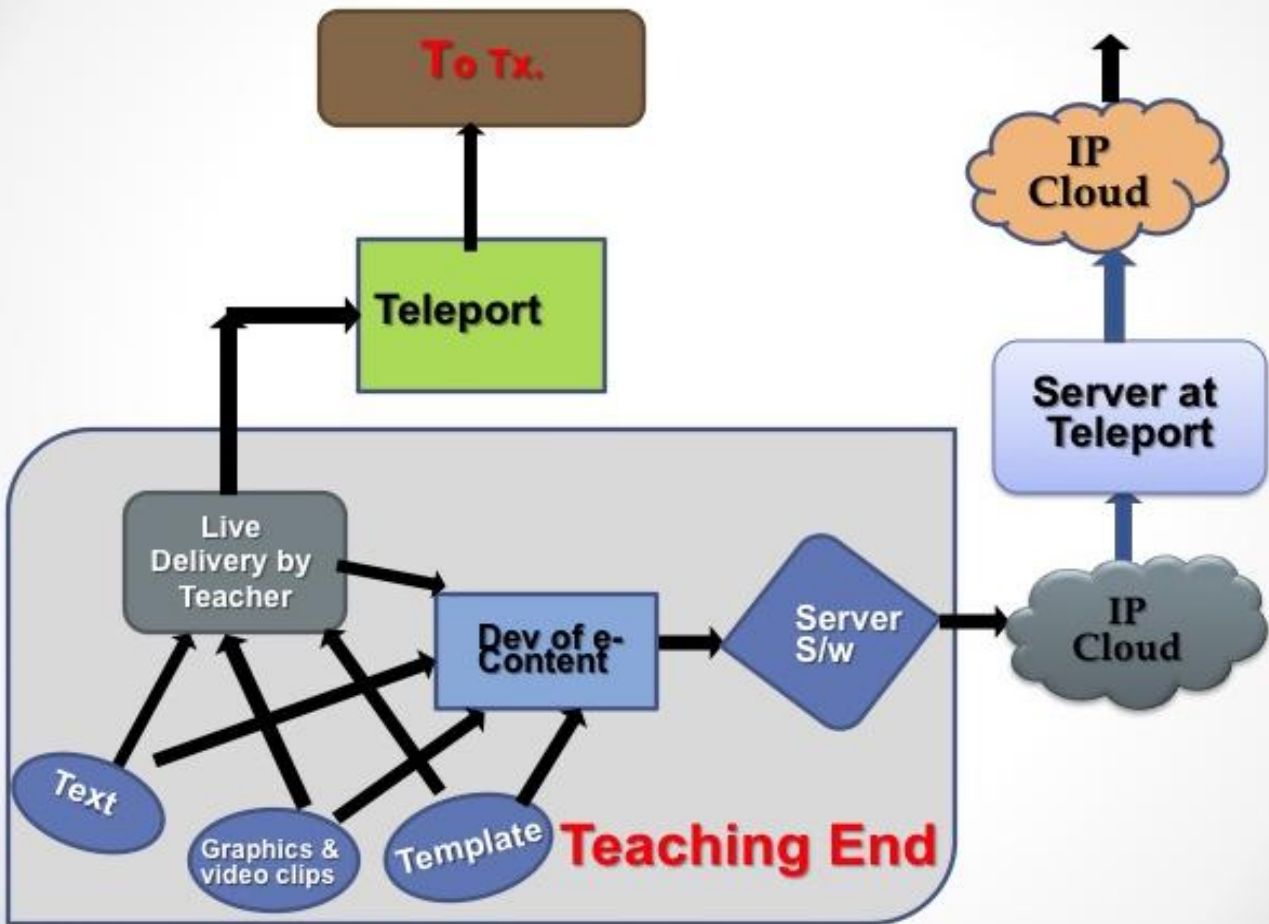 To Tx.
IP
Cloud
Teleport
Server at
Teleport
Live
Delivery by
Teacher
Dev of e-
Content
Server
S/w
IP
Cloud
Text
Graphics &
video clips
Template
Teaching End